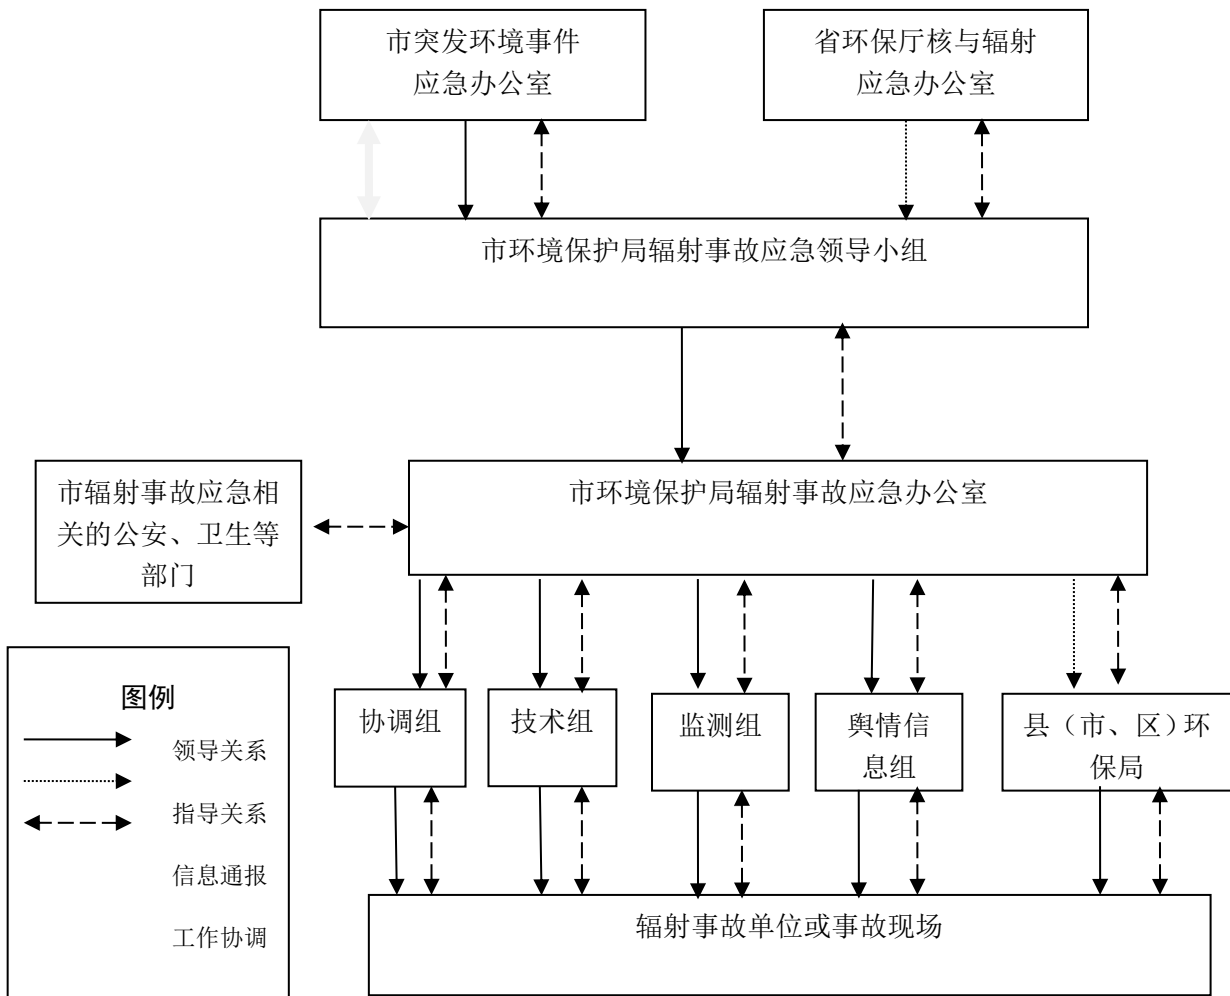 市突发环境事件
应急办公室
省环保厅核与辐射
应急办公室
市环境保护局辐射事故应急领导小组
市环境保护局辐射事故应急办公室
市辐射事故应急相
关的公安、卫生等
部门
图例
领导关系
指导关系
信息通报
工作协调
协调组
技术组
监测组
舆情信
息组
县（市、区）环
保局
辐射事故单位或事故现场